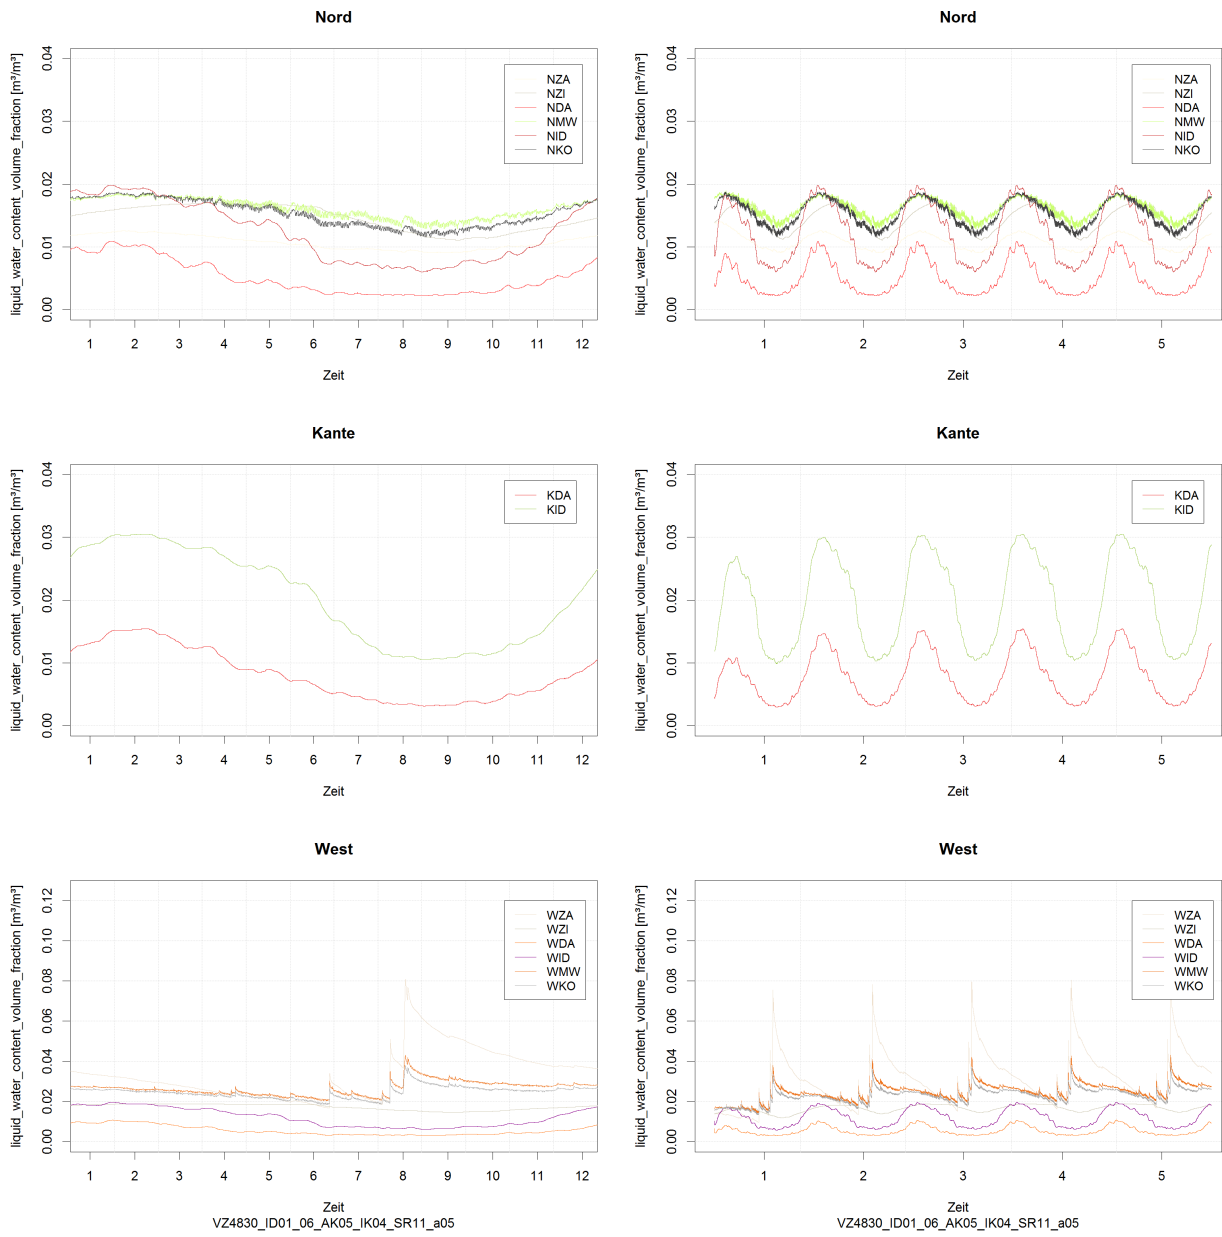 Nord
liquid_water_content_volume_fraction [m³/m³]
0.00 0.01 0.02 0.03 0.04
NZA
NZI
NDA
NMW
NID
NKO
1 2 3 4 5 6 7 8 9 10 11 12
Zeit
Nord
liquid_water_content_volume_fraction [m³/m³]
0.00 0.01 0.02 0.03 0.04
NZA
NZI
NDA
NMW
NID
NKO
1 2 3 4 5
Zeit
Kante
liquid_water_content_volume_fraction [m³/m³]
0.00 0.01 0.02 0.03 0.04
KDA
KID
1 2 3 4 5 6 7 8 9 10 11 12
Zeit
Kante
liquid_water_content_volume_fraction [m³/m³]
0.00 0.01 0.02 0.03 0.04
KDA
KID
1 2 3 4 5
Zeit
West
liquid_water_content_volume_fraction [m³/m³]
0.00 0.02 0.04 0.06 0.08 0.10 0.12
WZA
WZI
WDA
WID
WMW
WKO
1 2 3 4 5 6 7 8 9 10 11 12
Zeit
VZ4830_ID01_06_AK05_IK04_SR11_a05
West
liquid_water_content_volume_fraction [m³/m³]
0.00 0.02 0.04 0.06 0.08 0.10 0.12
WZA
WZI
WDA
WID
WMW
WKO
1 2 3 4 5
Zeit
VZ4830_ID01_06_AK05_IK04_SR11_a05